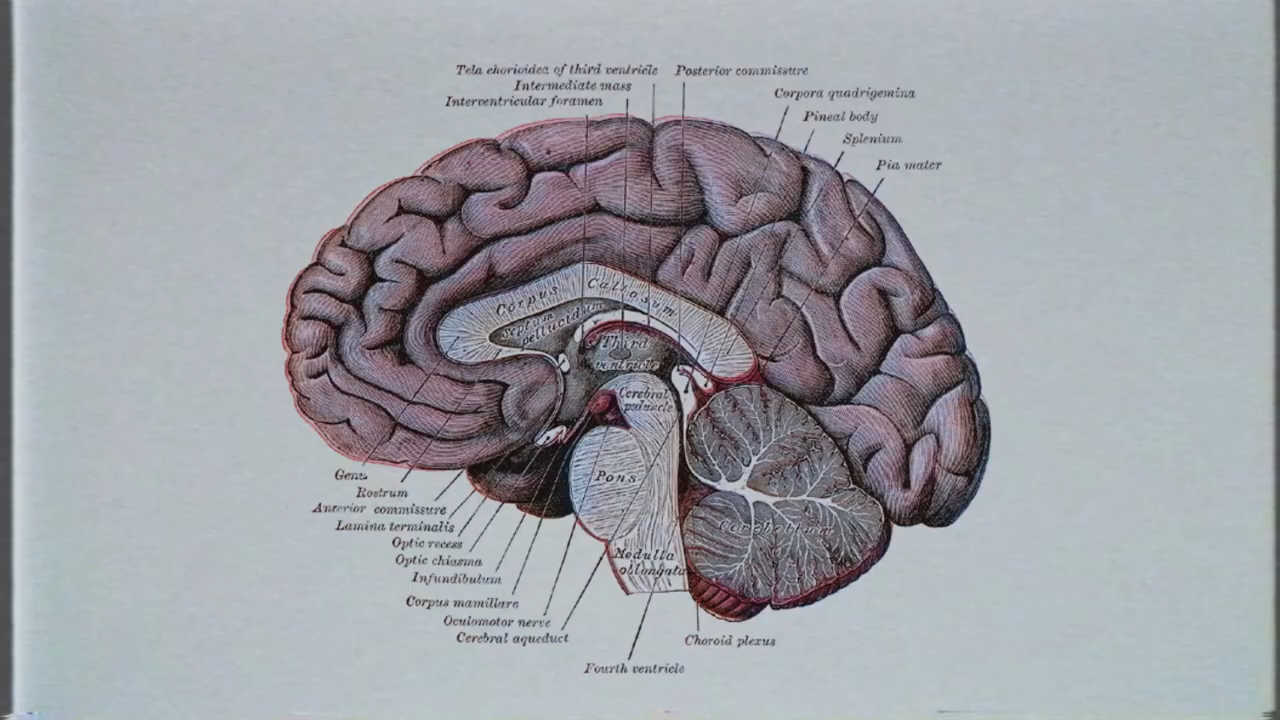 Tela chorioidea of third ventricle
Posterior commissure
Intermediate mass
Interventricular foramen
Corpora quadrigemina
Pineal body
Splenium
Pia mater
Corpus Callosum
Septum
pellucidum
Third
ventricle
Cerebral
peduncle
Pons
Cerebellum
Medulla
oblongata
Genu
Rostrum
Anterior commissure
Lamina terminalis
Optic recess
Optic chiasma
Infundibulum
Corpus mamillare
Oculomotor nerve
Cerebral aqueduct
Choroid plexus
Fourth ventricle